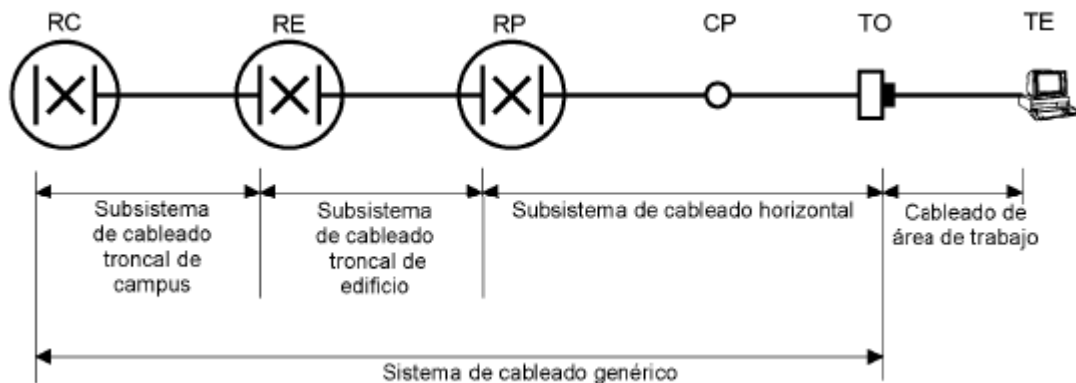 RC RE RP CP TO TE
Subsistema de cableado troncal de campus
Subsistema de cableado troncal de edificio
Subsistema de cableado horizontal
Cableado de área de trabajo
Sistema de cableado genérico